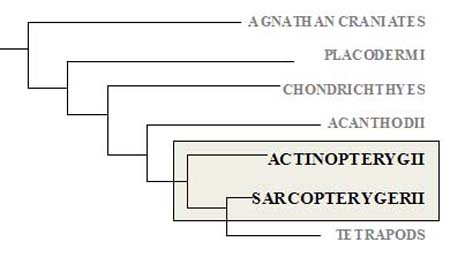 AGNATHAN CRANIATES
PLACODERMI
CHONDRICHTHYES
ACANTHODII
ACTINOPTERYGII
SARCOPTERYGERII
TETRAPODS